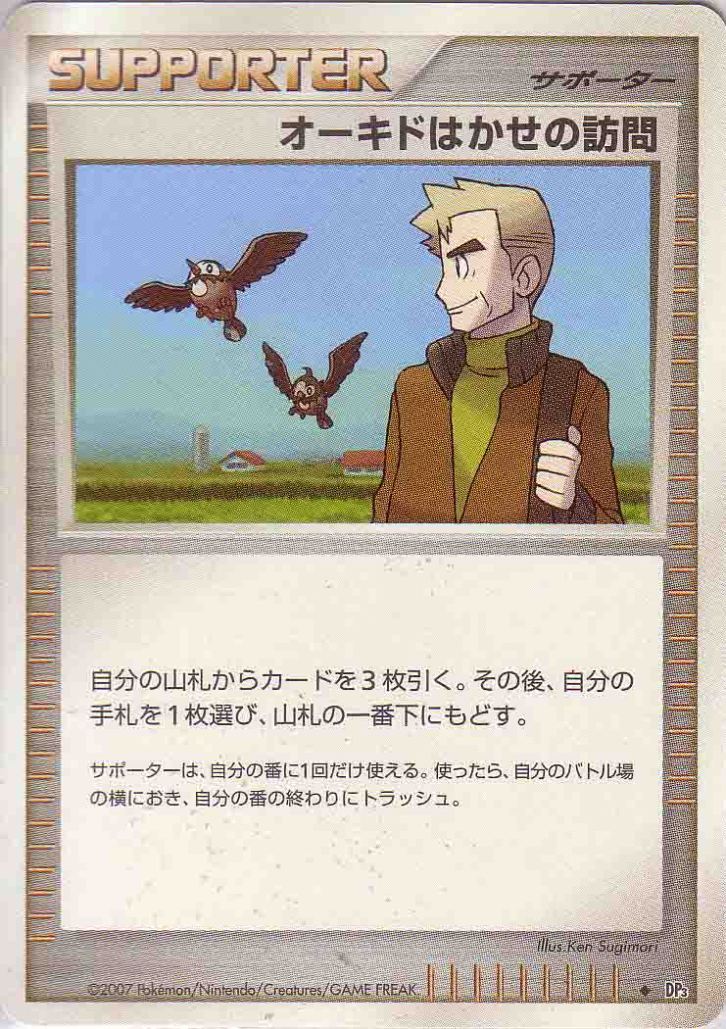 SUPPORTER
サポーター
オーキドはかせの訪問
自分の山札からカードを3枚引く。その後、自分の
手札を1枚選び、山札の一番下にもどす。
サポーターは、自分の番に1回だけ使える。使ったら、自分のバトル場
の横におき、自分の番の終わりにトラッシュ。
Illus.Ken Sugimori
©2007 Pokémon/Nintendo/Creatures/GAME FREAK.
◆ DP3